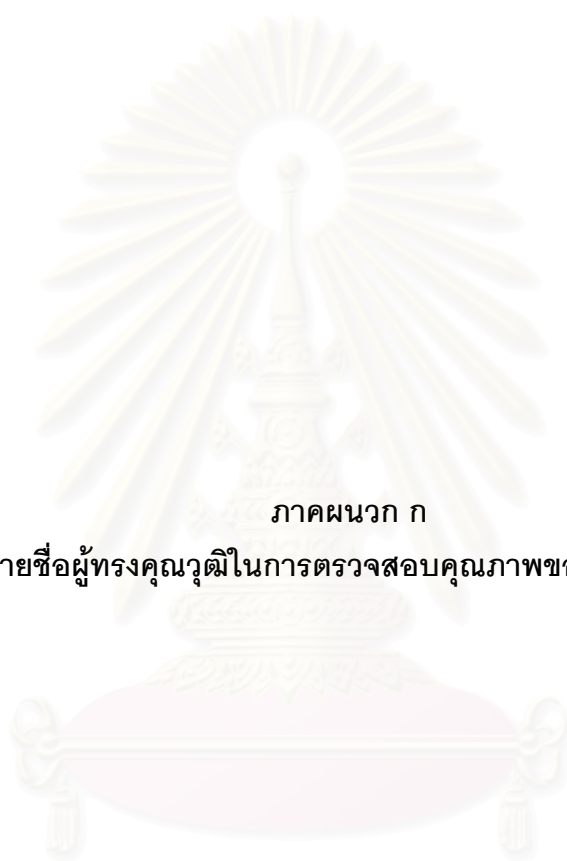 ภาคผนวก ก
ายชื่อผู้ทรงคุณวุฒิในการตรวจสอบคุณภาพขอ